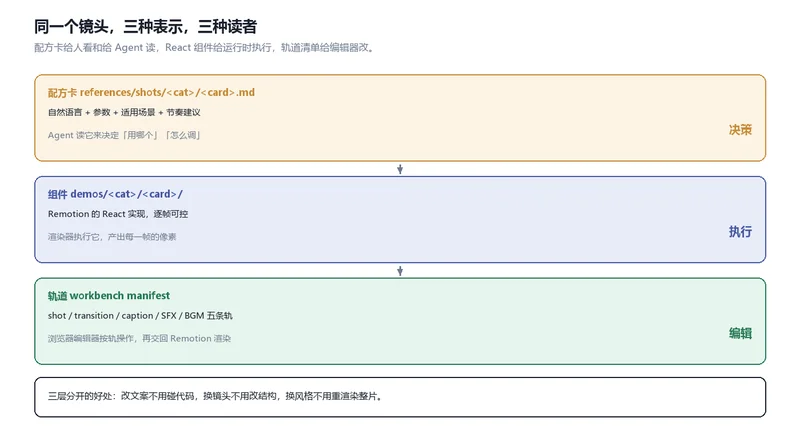 同一个镜头，三种表示，三种读者
配方卡给人看和给 Agent 读，React 组件给运行时执行，轨道清单给编辑器改。
配方卡 references/shots/<cat>/<card>.md
自然语言 + 参数 + 适用场景 + 节奏建议
Agent 读它来决定「用哪个」「怎么调」
决策
组件 demos/<cat>/<card>/
Remotion 的 React 实现，逐帧可控
渲染器执行它，产出每一帧的像素
执行
轨道 workbench manifest
shot / transition / caption / SFX / BGM 五条轨
浏览器编辑器按轨操作，再交回 Remotion 渲染
编辑
三层分开的好处：改文案不用碰代码，换镜头不用改结构，换风格不用重渲染整片。